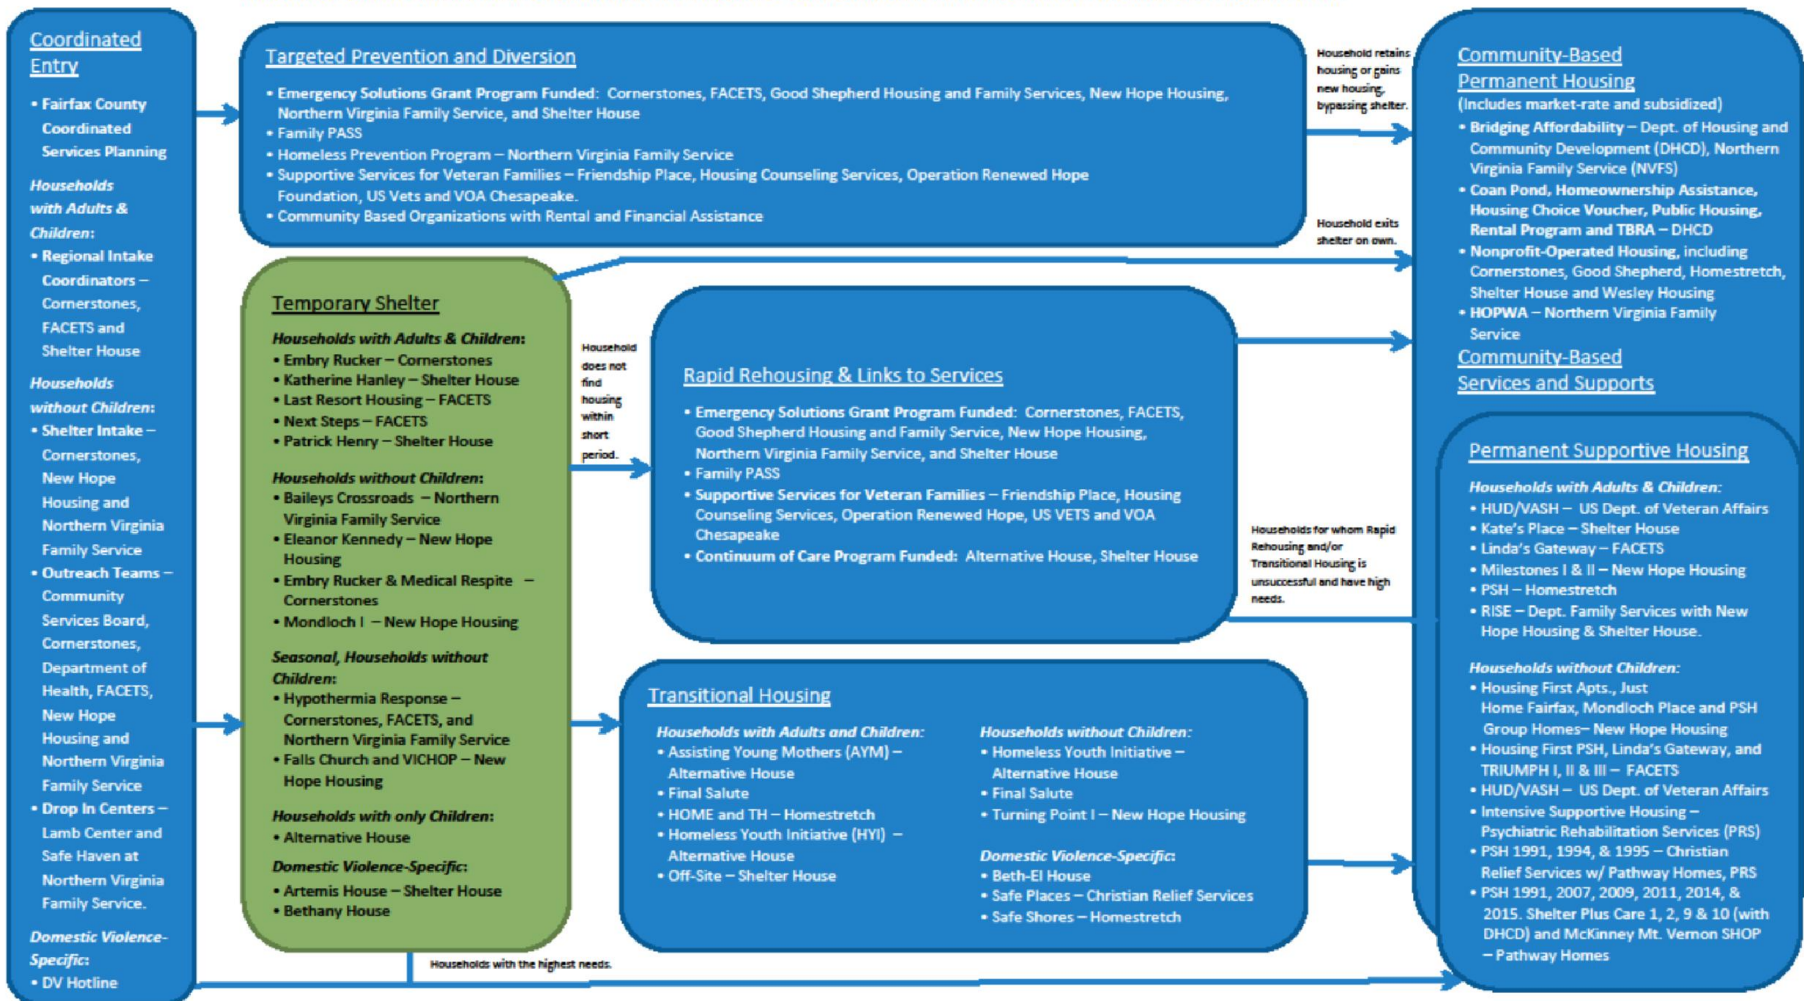 Coordinated
Entry
• Fairfax County
Coordinated
Services Planning
Households
with Adults &
Children:
• Regional Intake
Coordinators –
Cornerstones,
FACETS and
Shelter House
Households
without Children:
• Shelter Intake –
Cornerstones,
New Hope
Housing and
Northern Virginia
Family Service
• Outreach Teams –
Community
Services Board,
Cornerstones,
Department of
Health, FACETS,
New Hope
Housing and
Northern Virginia
Family Service
• Drop In Centers –
Lamb Center and
Safe Haven at
Northern Virginia
Family Service.
Domestic Violence-
Specific:
• DV Hotline
Targeted Prevention and Diversion
• Emergency Solutions Grant Program Funded: Cornerstones, FACETS, Good Shepherd Housing and Family Services, New Hope Housing,
Northern Virginia Family Service, and Shelter House
• Family PASS
• Homeless Prevention Program – Northern Virginia Family Service
• Supportive Services for Veteran Families – Friendship Place, Housing Counseling Services, Operation Renewed Hope
Foundation, US Vets and VOA Chesapeake.
• Community Based Organizations with Rental and Financial Assistance
Household retains
housing or gains
new housing,
bypassing shelter.
Household exits
shelter on own.
Temporary Shelter
Households with Adults & Children:
• Embry Rucker – Cornerstones
• Katherine Hanley – Shelter House
• Last Resort Housing – FACETS
• Next Steps – FACETS
• Patrick Henry – Shelter House
Households without Children:
• Baileys Crossroads – Northern
Virginia Family Service
• Eleanor Kennedy – New Hope
Housing
• Embry Rucker & Medical Respite –
Cornerstones
• Mondloch I – New Hope Housing
Seasonal, Households without
Children:
• Hypothermia Response –
Cornerstones, FACETS, and
Northern Virginia Family Service
• Falls Church and VICHOP – New
Hope Housing
Households with only Children:
• Alternative House
Domestic Violence-Specific:
• Artemis House – Shelter House
• Bethany House
Household
does not
find
housing
within
short
period.
Rapid Rehousing & Links to Services
• Emergency Solutions Grant Program Funded: Cornerstones, FACETS,
Good Shepherd Housing and Family Service, New Hope Housing,
Northern Virginia Family Service, and Shelter House
• Family PASS
• Supportive Services for Veteran Families – Friendship Place, Housing
Counseling Services, Operation Renewed Hope, US VETS and VOA
Chesapeake
• Continuum of Care Program Funded: Alternative House, Shelter House
Households for whom Rapid
Rehousing and/or
Transitional Housing is
unsuccessful and have high
needs.
Transitional Housing
Households with Adults and Children:
• Assisting Young Mothers (AYM) –
Alternative House
• Final Salute
• HOME and TH – Homestretch
• Homeless Youth Initiative (HYI) –
Alternative House
• Off-Site – Shelter House
Households without Children:
• Homeless Youth Initiative –
Alternative House
• Final Salute
• Turning Point I – New Hope Housing
Domestic Violence-Specific:
• Beth-El House
• Safe Places – Christian Relief Services
• Safe Shores – Homestretch
Households with the highest needs.
Community-Based
Permanent Housing
(Includes market-rate and subsidized)
• Bridging Affordability – Dept. of Housing and
Community Development (DHCD), Northern
Virginia Family Service (NVFS)
• Coan Pond, Homeownership Assistance,
Housing Choice Voucher, Public Housing,
Rental Program and TBRA – DHCD
• Nonprofit-Operated Housing, including
Cornerstones, Good Shepherd, Homestretch,
Shelter House and Wesley Housing
• HOPWA – Northern Virginia Family
Service
Community-Based
Services and Supports
Permanent Supportive Housing
Households with Adults & Children:
• HUD/VASH – US Dept. of Veteran Affairs
• Kate's Place – Shelter House
• Linda's Gateway – FACETS
• Milestones I & II – New Hope Housing
• PSH – Homestretch
• RISE – Dept. Family Services with New
Hope Housing & Shelter House.
Households without Children:
• Housing First Apts., Just
Home Fairfax, Mondloch Place and PSH
Group Homes– New Hope Housing
• Housing First PSH, Linda's Gateway, and
TRIUMPH I, II & III – FACETS
• HUD/VASH – US Dept. of Veteran Affairs
• Intensive Supportive Housing –
Psychiatric Rehabilitation Services (PRS)
• PSH 1991, 1994, & 1995 – Christian
Relief Services w/ Pathway Homes, PRS
• PSH 1991, 2007, 2009, 2011, 2014, &
2015. Shelter Plus Care 1, 2, 9 & 10 (with
DHCD) and McKinney Mt. Vernon SHOP
– Pathway Homes